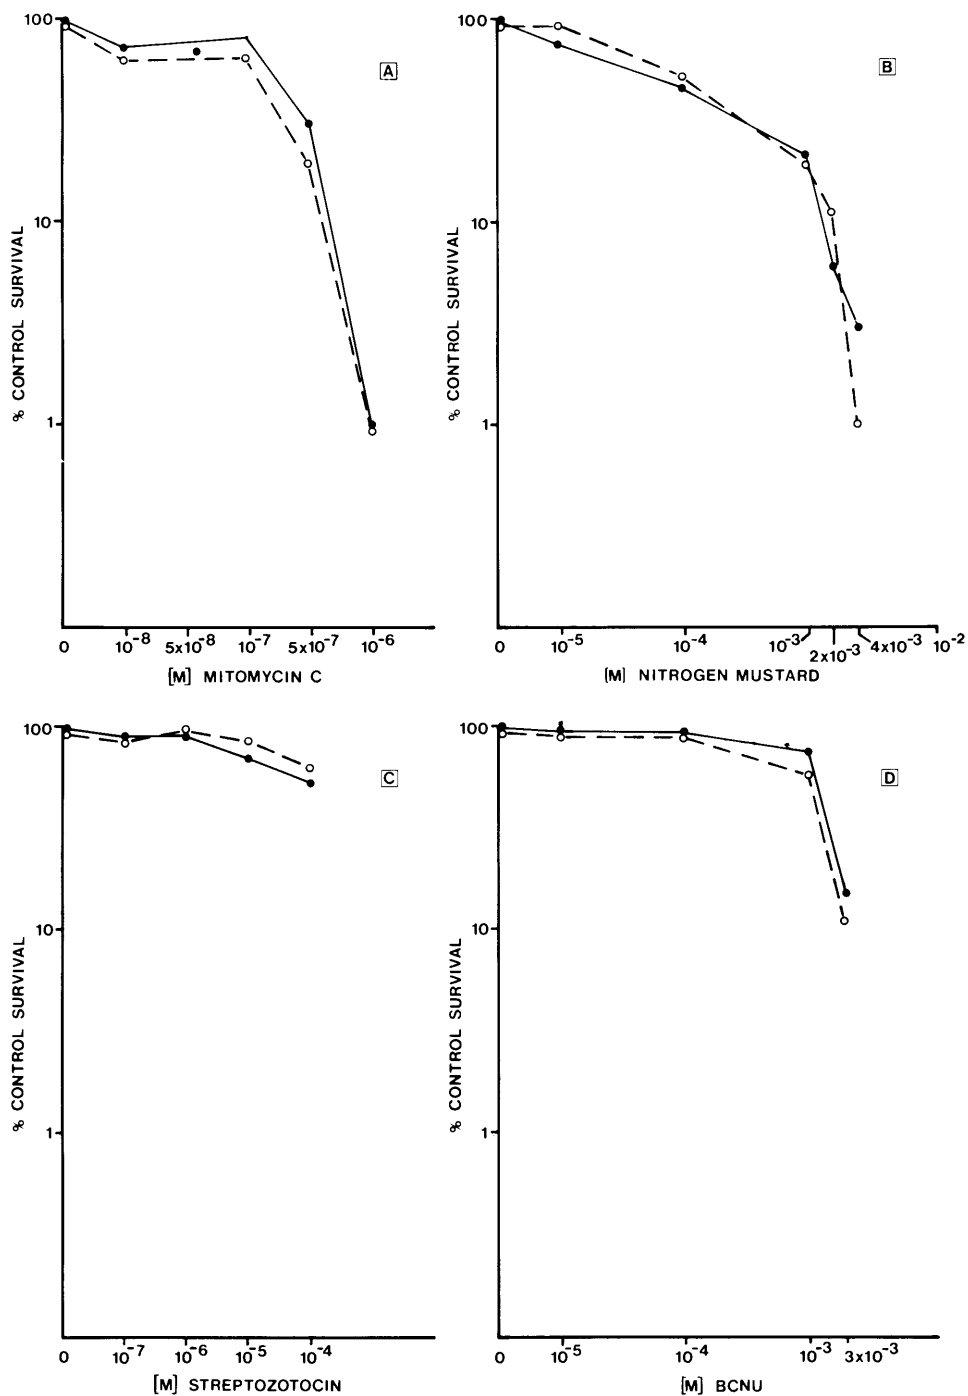 100
10
1
% CONTROL SURVIVAL
A
0 10⁻⁸ 5x10⁻⁸ 10⁻⁷ 5x10⁻⁷ 10⁻⁶
[M] MITOMYCIN C
100
10
1
% CONTROL SURVIVAL
B
0 10⁻⁵ 10⁻⁴ 10⁻³ 2x10⁻³ 4x10⁻³ 10⁻²
[M] NITROGEN MUSTARD
100
10
1
% CONTROL SURVIVAL
C
0 10⁻⁷ 10⁻⁶ 10⁻⁵ 10⁻⁴
[M] STREPTOZOTOCIN
100
10
1
% CONTROL SURVIVAL
D
0 10⁻⁵ 10⁻⁴ 10⁻³ 3x10⁻³
[M] BCNU